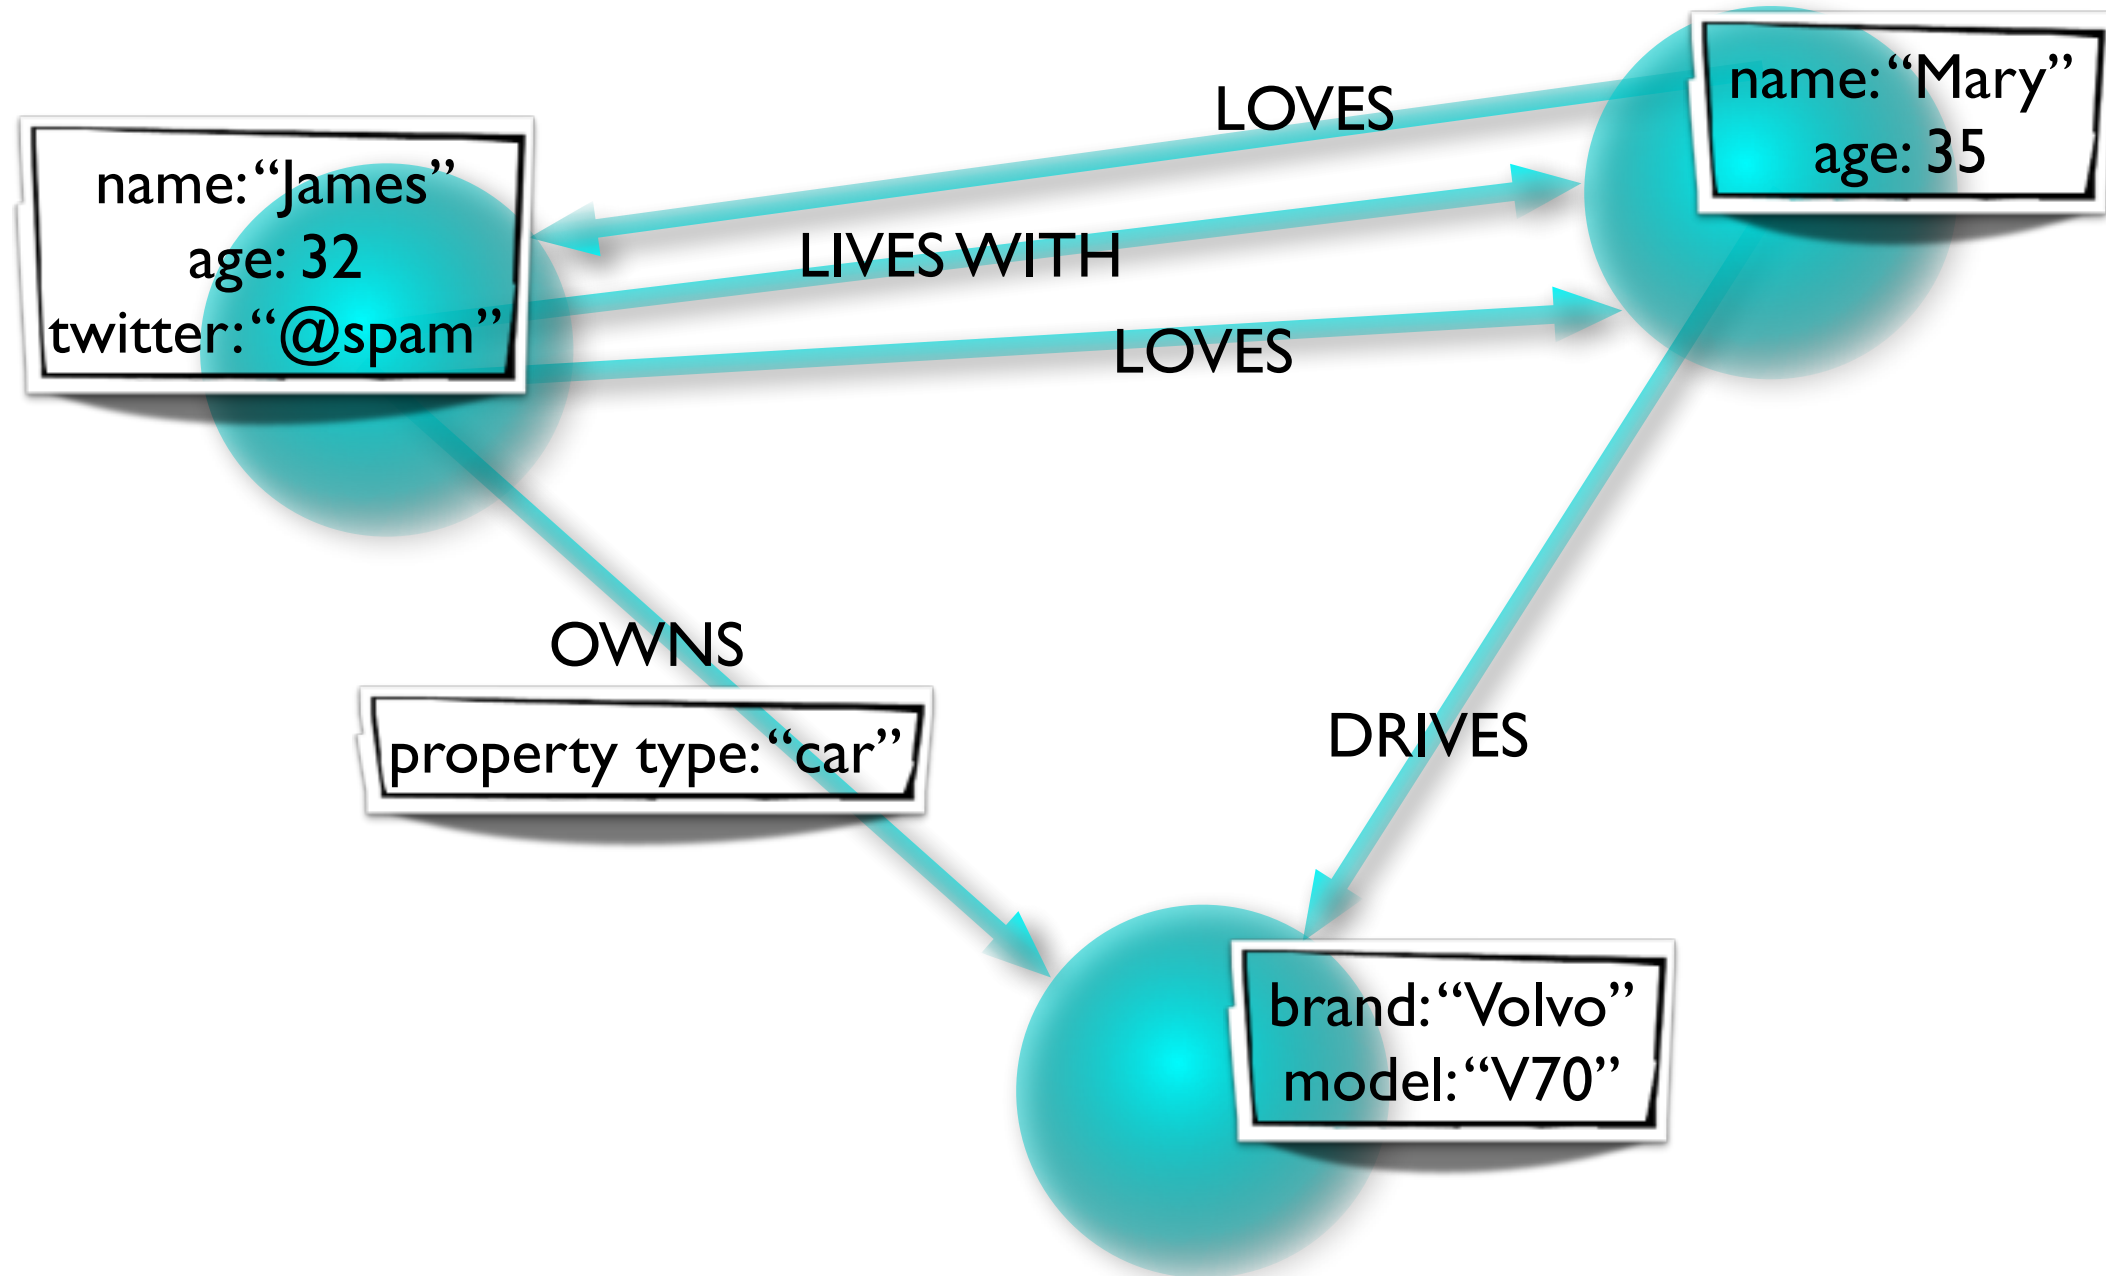 LOVES
name: “Mary”
age: 35
name: “James”
age: 32
twitter: “@spam”
LIVES WITH
LOVES
OWNS
property type: “car”
DRIVES
brand: “Volvo”
model: “V70”